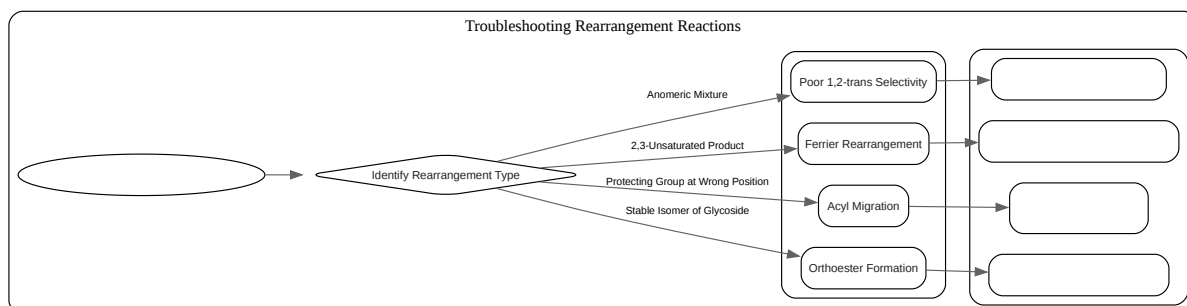 Troubleshooting Rearrangement Reactions
Identify Rearrangement Type
Anomeric Mixture
2,3-Unsaturated Product
Protecting Group at Wrong Position
Stable Isomer of Glycoside
Poor 1,2-trans Selectivity
Ferrier Rearrangement
Acyl Migration
Orthoester Formation